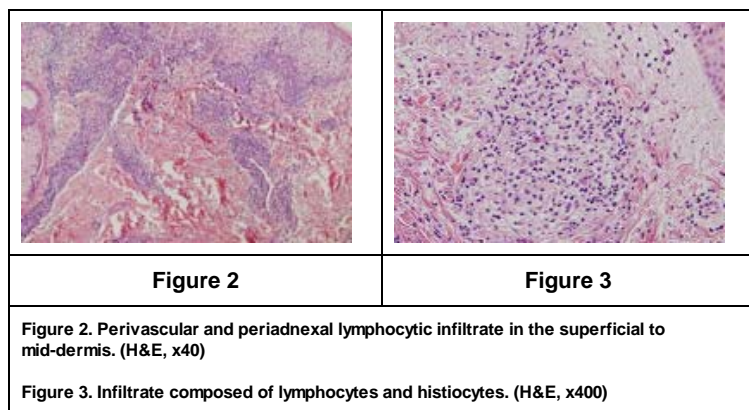 Figure 2
Figure 3
Figure 2. Perivascular and periadnexal lymphocytic infiltrate in the superficial to
mid-dermis. (H&E, x40)
Figure 3. Infiltrate composed of lymphocytes and histiocytes. (H&E, x400)